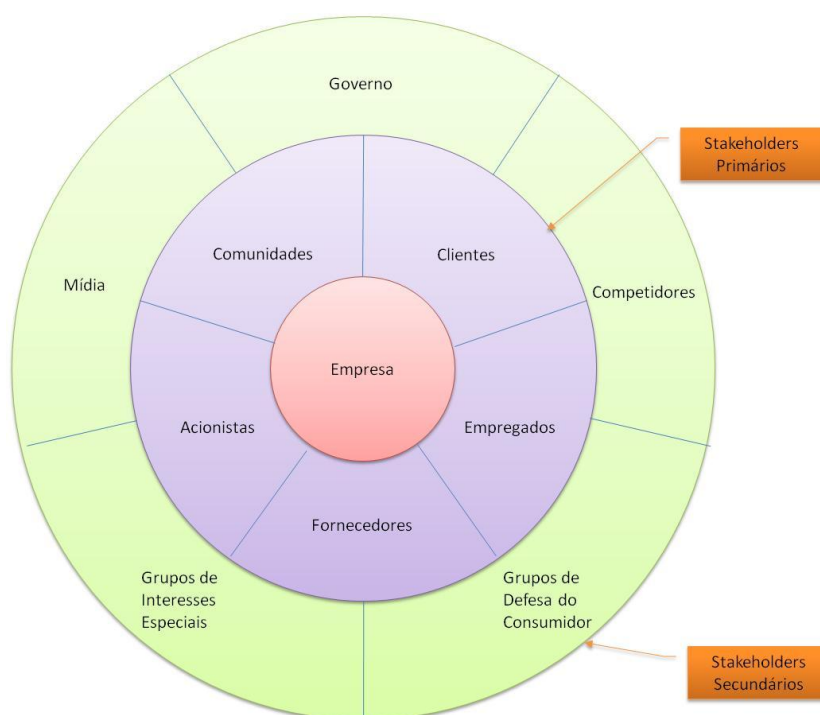 Governo
Stakeholders
Primários
Comunidades
Clientes
Mídia
Competidores
Empresa
Acionistas
Empregados
Fornecedores
Grupos de
Interesses
Especiais
Grupos de
Defesa do
Consumidor
Stakeholders
Secundários